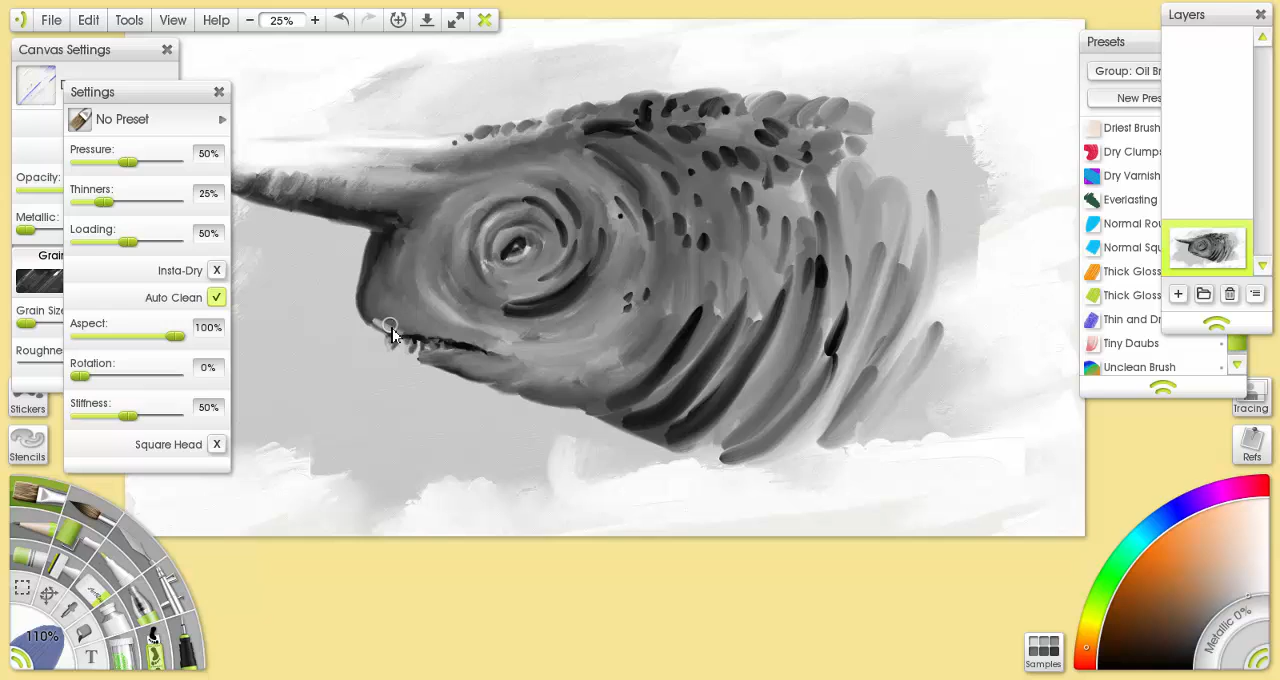 File Edit Tools View Help − 25% +
Layers
Canvas Settings
Presets
Group: Oil Br
New Pres
Settings
No Preset
Pressure: 50%
Thinners: 25%
Loading: 50%
Insta-Dry X
Auto Clean ✓
Aspect: 100%
Rotation: 0%
Stiffness: 50%
Square Head X
Opacity:
Metallic:
Grain
Grain Size
Roughne
Driest Brush
Dry Clump
Dry Varnish
Everlasting
Normal Rou
Normal Squ
Thick Gloss
Thick Gloss
Thin and Dr
Tiny Daubs
Unclean Brush
Stickers
Stencils
Tracing
Refs
110%
T
Samples
Metallic 0%